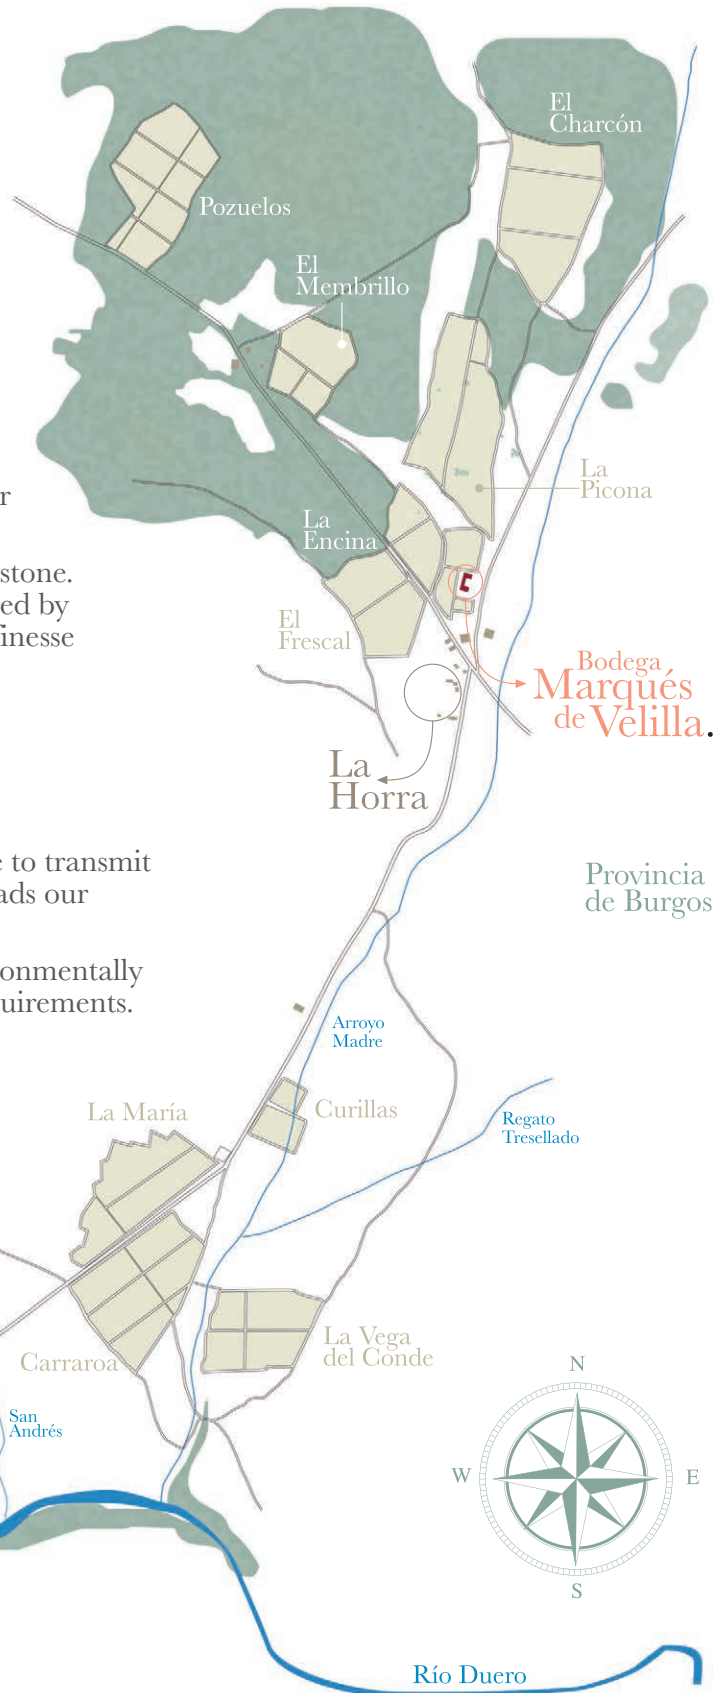 El
Charcón
Pozuelos
El
Membrillo
La
Picona
r
stone.
ed by
inesse
La
Encina
El
Frescal
Bodega
Marqués
de Velilla.
La
Horra
e to transmit
ads our
Provincia
de Burgos
onmentally
uirements.
Arroyo
Madre
La María
Curillas
Regato
Tresellado
La Vega
del Conde
Carraroa
San
Andrés
N
W
E
S
Río Duero